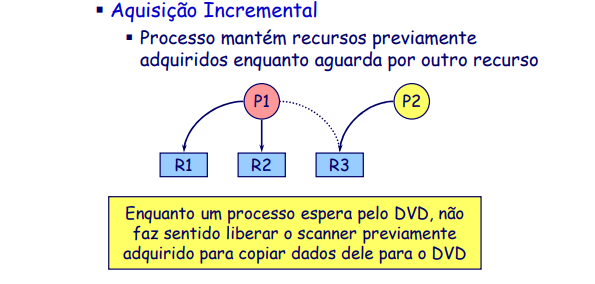 ▪ Aquisição Incremental
▪ Processo mantém recursos previamente
adquiridos enquanto aguarda por outro recurso
P1 P2
R1 R2 R3
Enquanto um processo espera pelo DVD, não
faz sentido liberar o scanner previamente
adquirido para copiar dados dele para o DVD